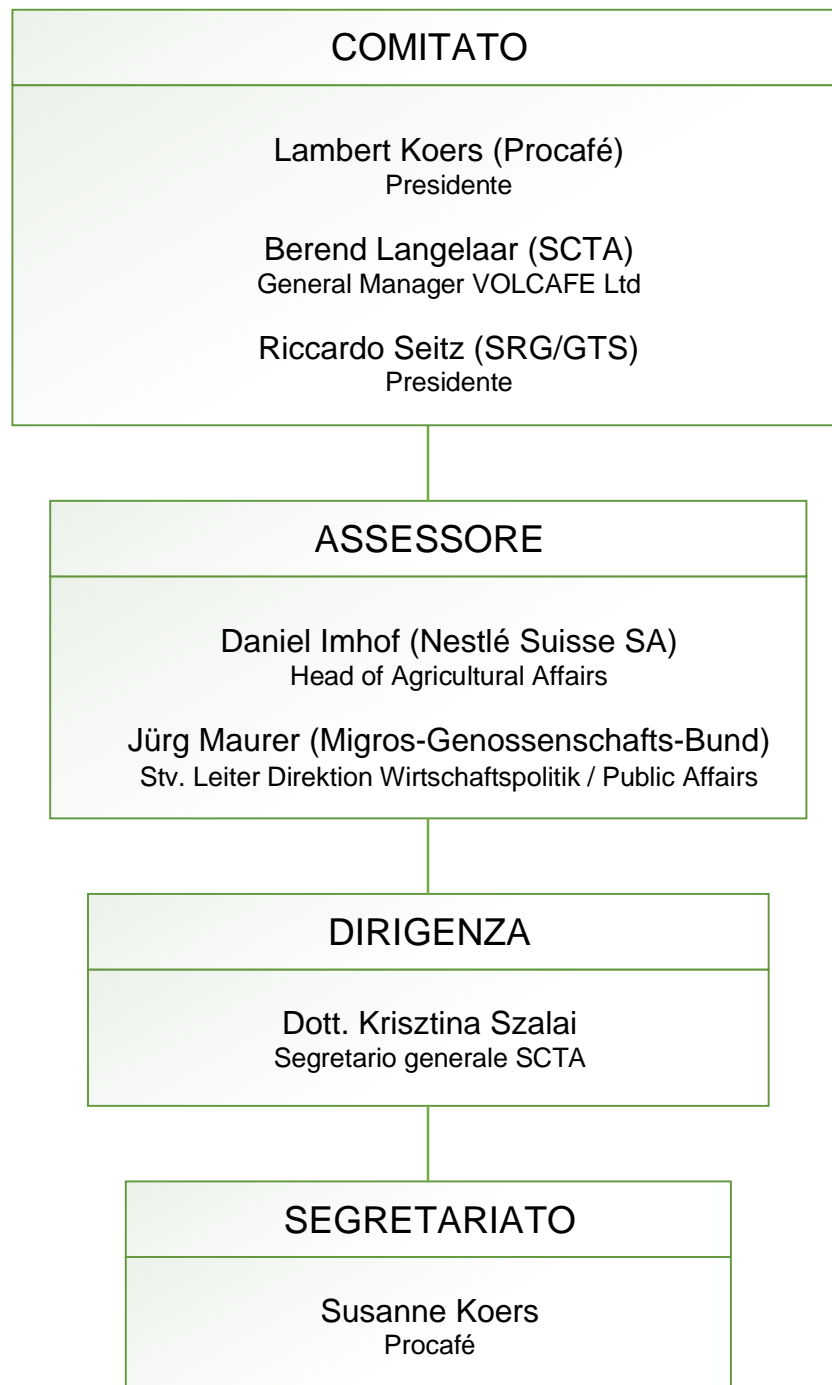 COMITATO
Lambert Koers (Procafé)
Presidente
Berend Langelaar (SCTA)
General Manager VOLCAFE Ltd
Riccardo Seitz (SRG/GTS)
Presidente
ASSESSORE
Daniel Imhof (Nestlé Suisse SA)
Head of Agricultural Affairs
Jürg Maurer (Migros-Genossenschafts-Bund)
Stv. Leiter Direktion Wirtschaftspolitik / Public Affairs
DIRIGENZA
Dott. Krisztina Szalai
Segretario generale SCTA
SEGRETARIATO
Susanne Koers
Procafé